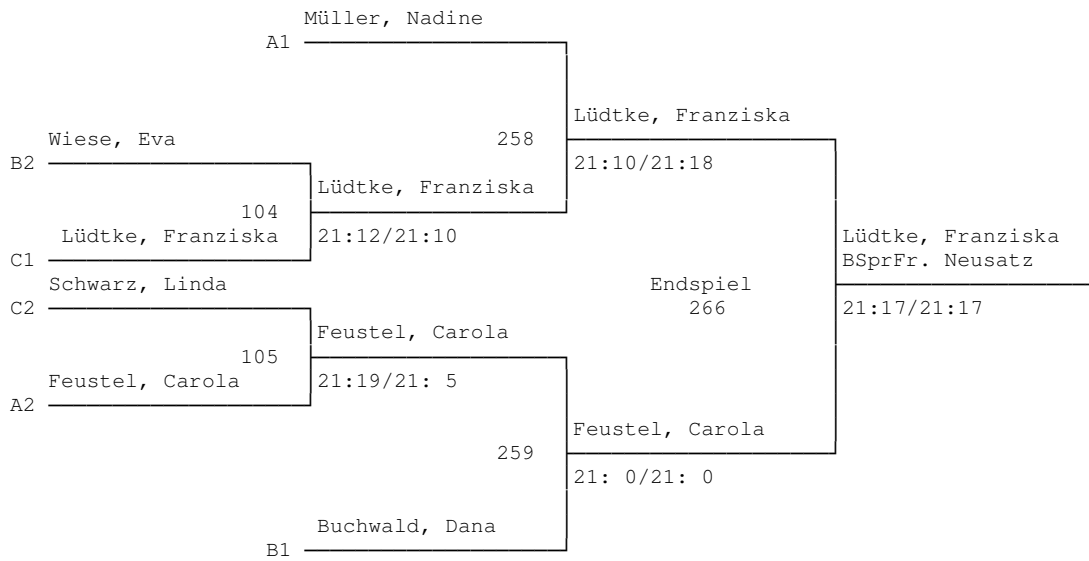 Müller, Nadine
A1
Lüdtke, Franziska
Wiese, Eva
258
B2
21:10/21:18
Lüdtke, Franziska
104
Lüdtke, Franziska
21:12/21:10
Lüdtke, Franziska
C1
BSprFr. Neusatz
Schwarz, Linda
Endspiel
C2
266
21:17/21:17
Feustel, Carola
105
Feustel, Carola
21:19/21: 5
A2
Feustel, Carola
259
21: 0/21: 0
Buchwald, Dana
B1